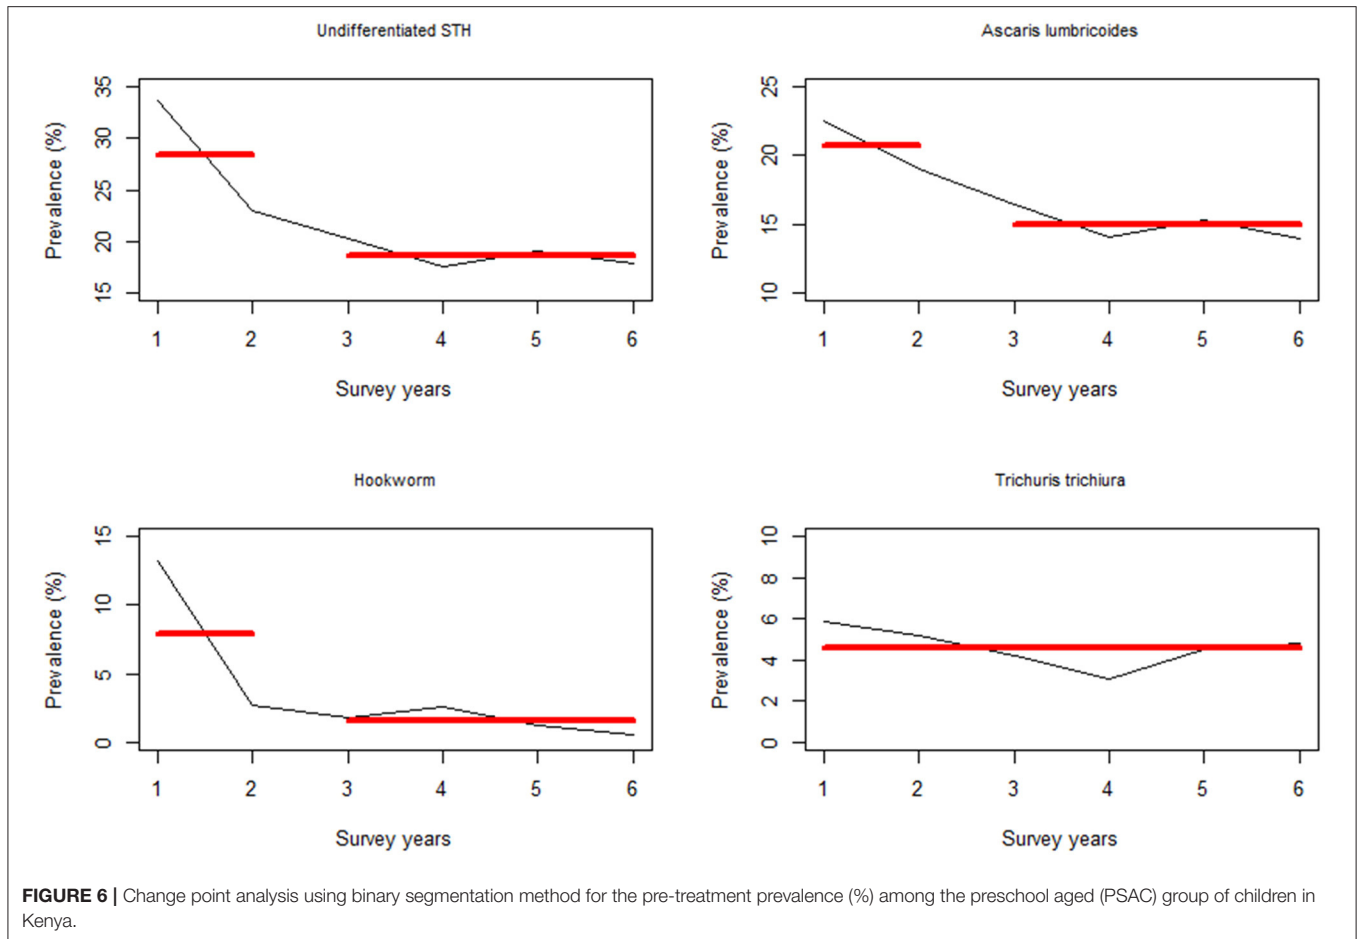 Undifferentiated STH
Prevalence (%)
35
30
25
20
15
1 2 3 4 5 6
Survey years
Ascaris lumbricoides
Prevalence (%)
25
20
15
10
1 2 3 4 5 6
Survey years
Hookworm
Prevalence (%)
15
10
5
0
1 2 3 4 5 6
Survey years
Trichuris trichiura
Prevalence (%)
10
8
6
4
2
0
1 2 3 4 5 6
Survey years
FIGURE 6 | Change point analysis using binary segmentation method for the pre-treatment prevalence (%) among the preschool aged (PSAC) group of children in
Kenya.